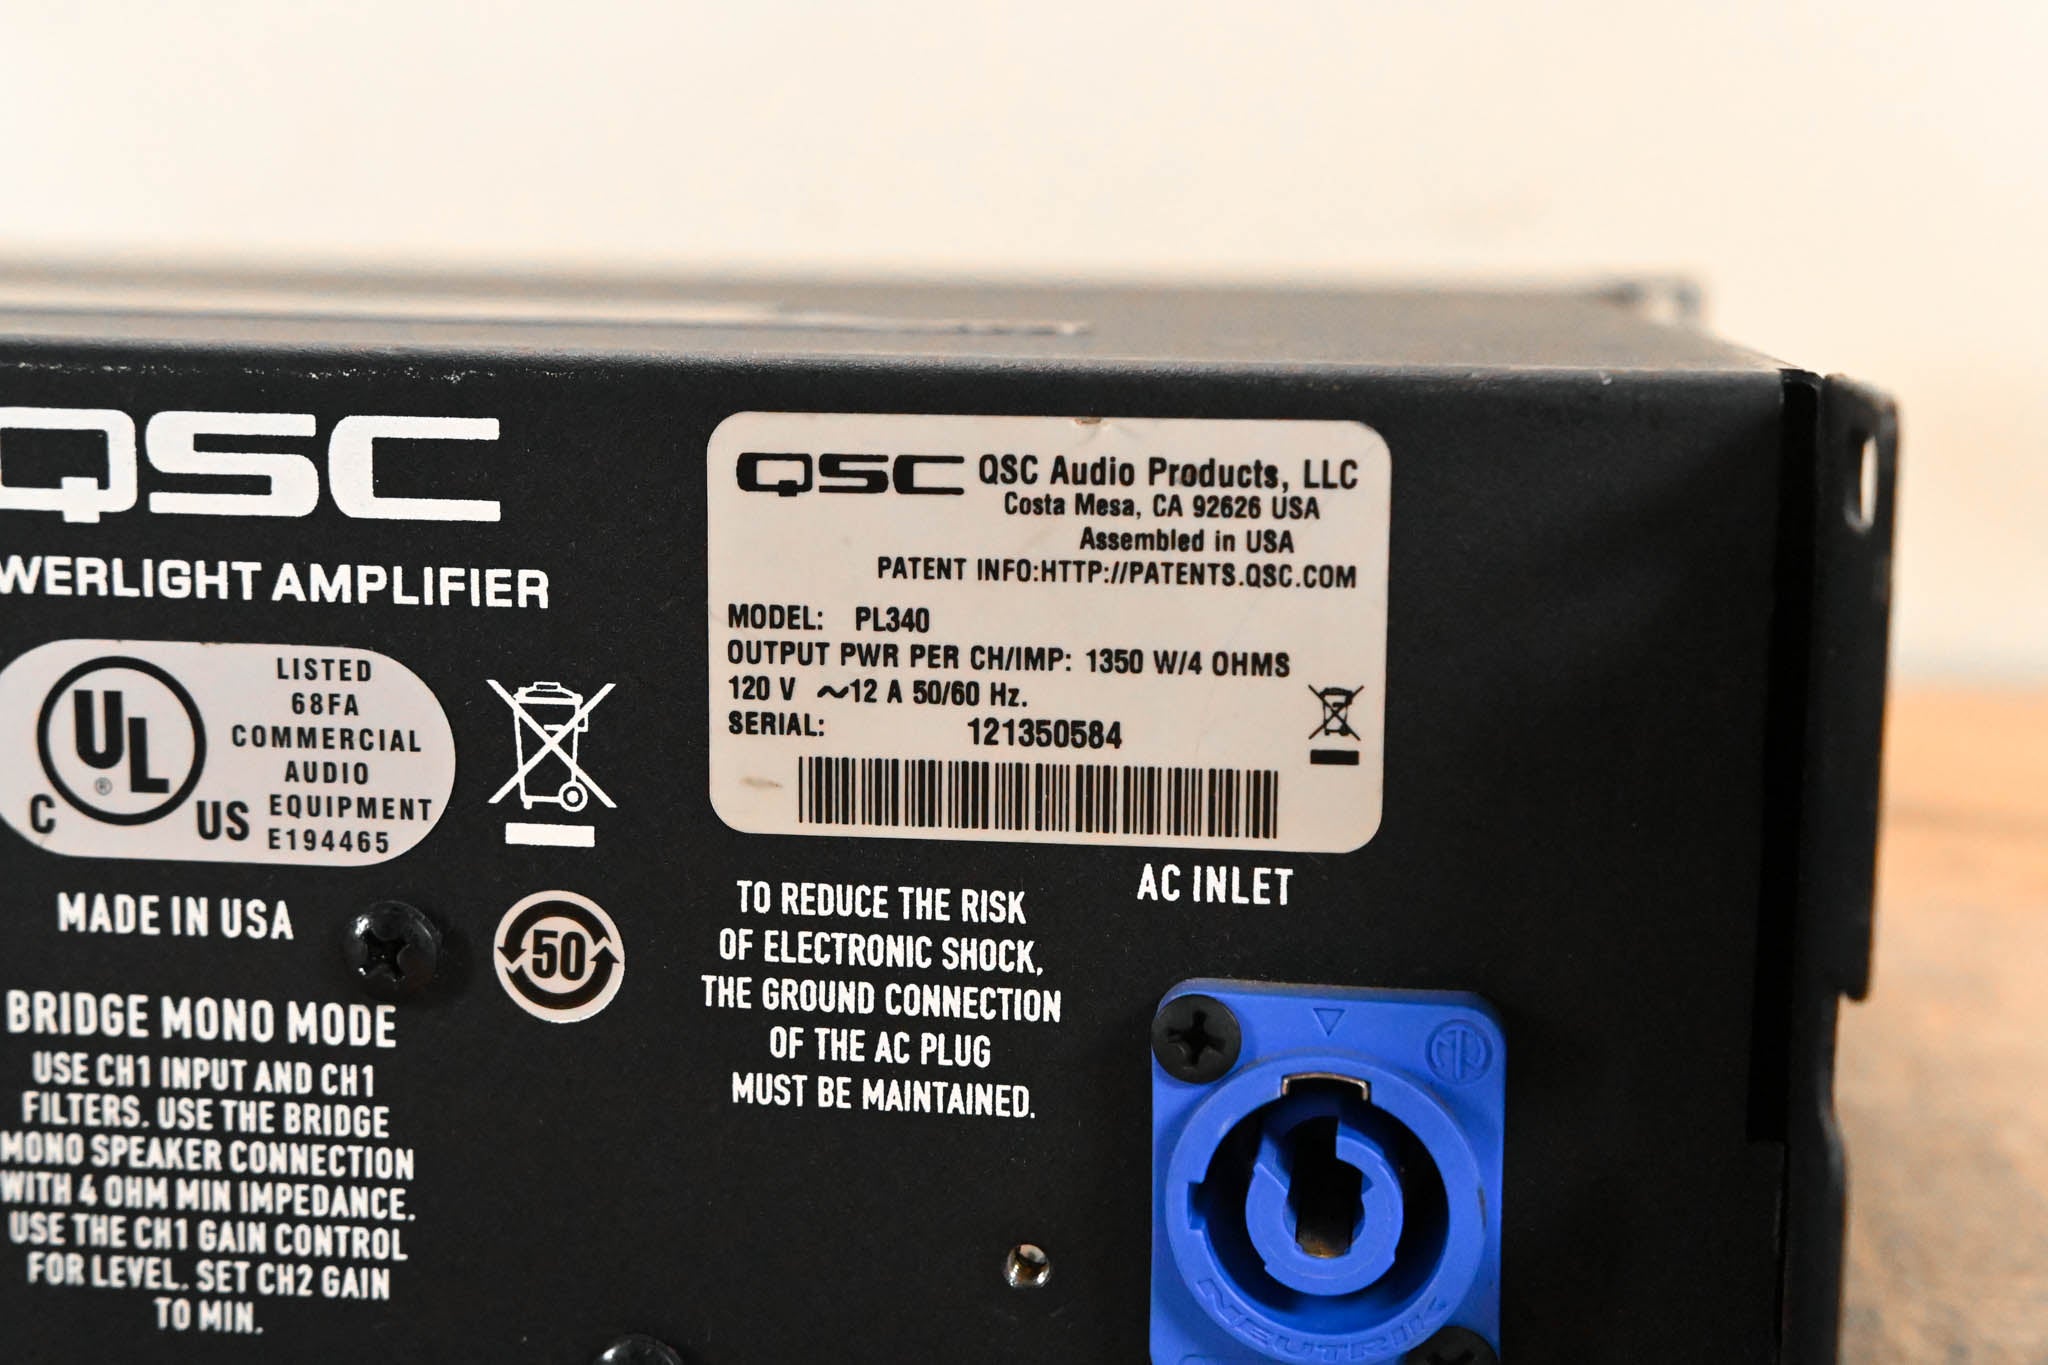 QSC
WERLIGHT AMPLIFIER
UL
®
C
US
LISTED
68FA
COMMERCIAL
AUDIO
EQUIPMENT
E194465
MADE IN USA
50
BRIDGE MONO MODE
USE CH1 INPUT AND CH1
FILTERS. USE THE BRIDGE
MONO SPEAKER CONNECTION
WITH 4 OHM MIN IMPEDANCE.
USE THE CH1 GAIN CONTROL
FOR LEVEL. SET CH2 GAIN
TO MIN.
QSC QSC Audio Products, LLC
Costa Mesa, CA 92626 USA
Assembled in USA
PATENT INFO:HTTP://PATENTS.QSC.COM
MODEL: PL340
OUTPUT PWR PER CH/IMP: 1350 W/4 OHMS
120 V ~12 A 50/60 Hz.
SERIAL: 121350584
TO REDUCE THE RISK
OF ELECTRONIC SHOCK,
THE GROUND CONNECTION
OF THE AC PLUG
MUST BE MAINTAINED.
AC INLET
NEUTRIK